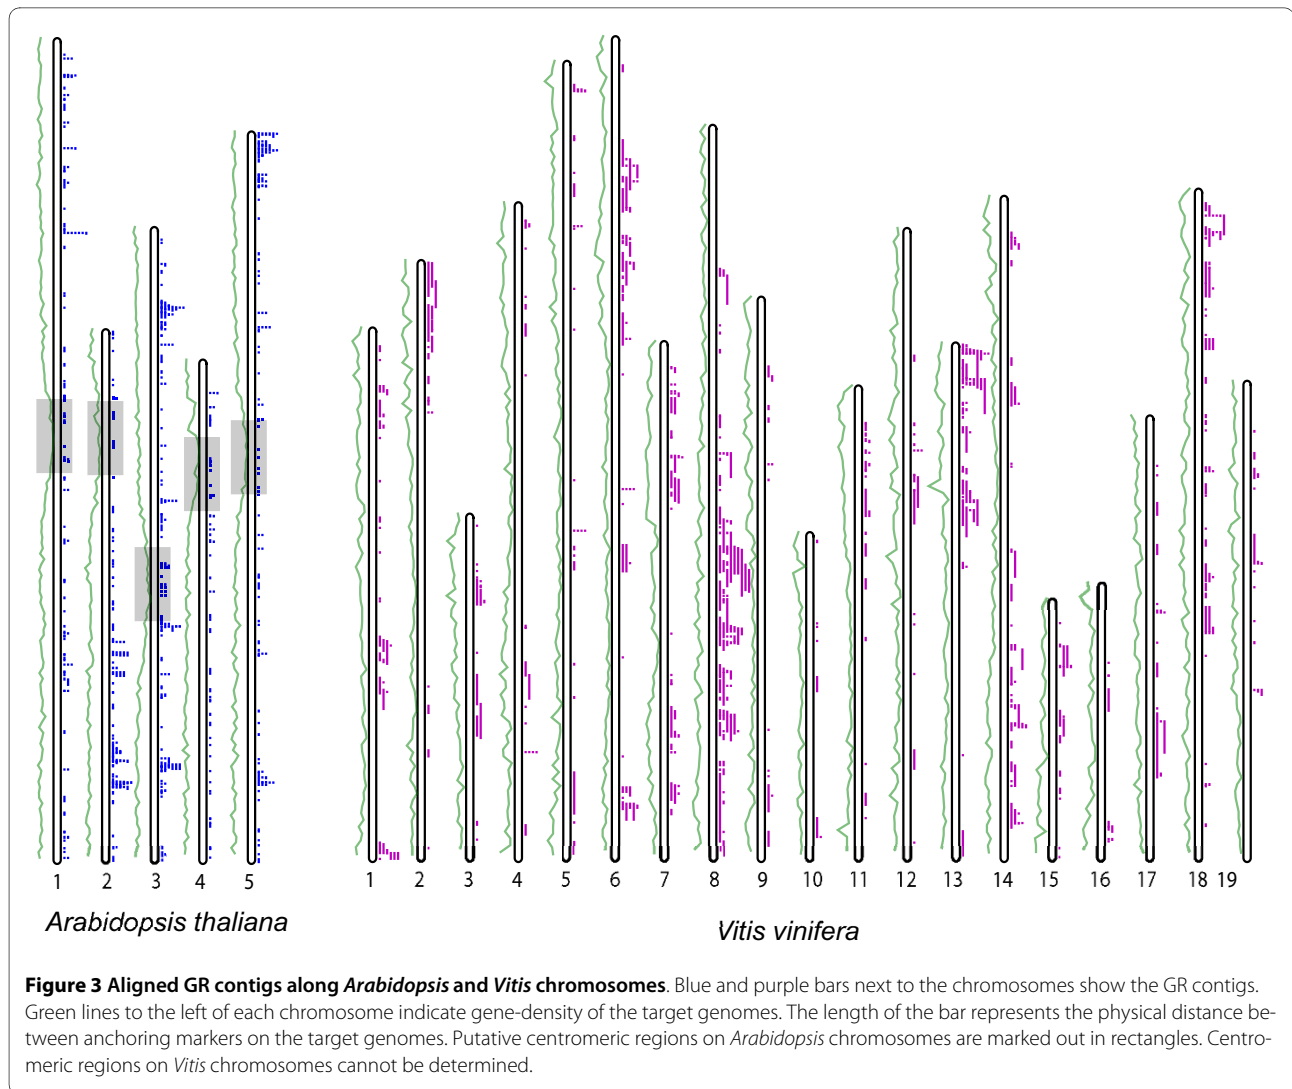 1 2 3 4 5 1 2 3 4 5 6 7 8 9 10 11 12 13 14 15 16 17 18 19
Arabidopsis thaliana
Vitis vinifera
Figure 3 Aligned GR contigs along Arabidopsis and Vitis chromosomes. Blue and purple bars next to the chromosomes show the GR contigs.
Green lines to the left of each chromosome indicate gene-density of the target genomes. The length of the bar represents the physical distance be-
tween anchoring markers on the target genomes. Putative centromeric regions on Arabidopsis chromosomes are marked out in rectangles. Centro-
meric regions on Vitis chromosomes cannot be determined.